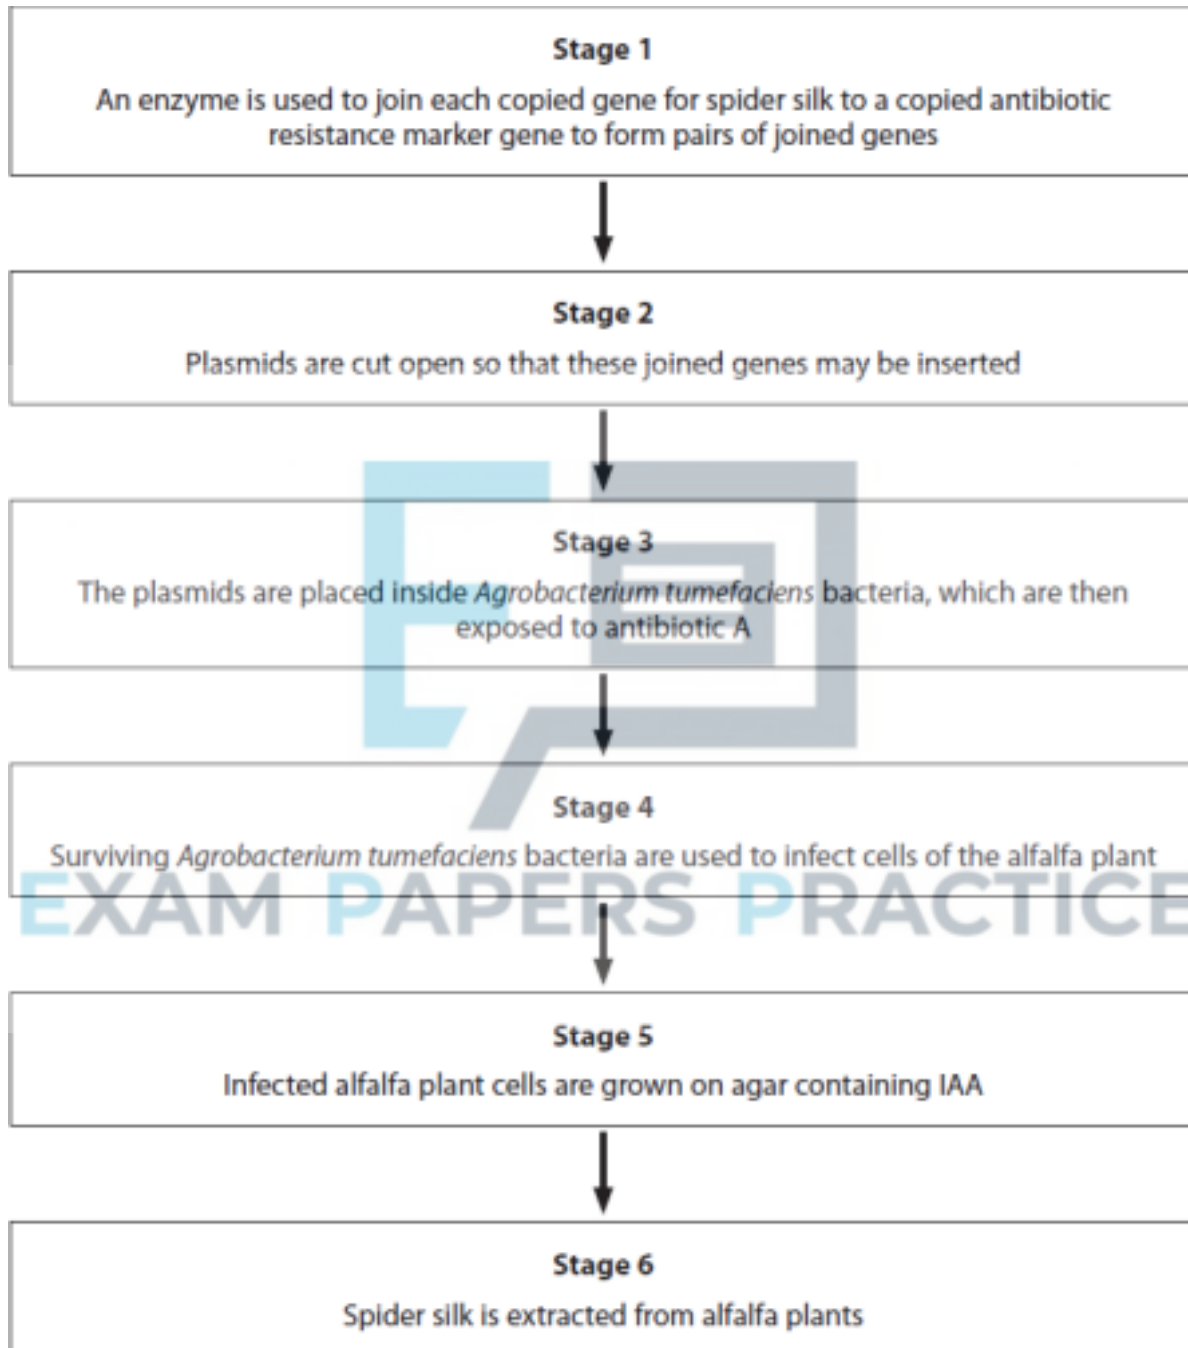 Stage 1
An enzyme is used to join each copied gene for spider silk to a copied antibiotic
resistance marker gene to form pairs of joined genes
Stage 2
Plasmids are cut open so that these joined genes may be inserted
Stage 3
The plasmids are placed inside Agrobacterium tumefaciens bacteria, which are then
exposed to antibiotic A
Stage 4
Surviving Agrobacterium tumefaciens bacteria are used to infect cells of the alfalfa plant
EXAM PAPERS PRACTICE
Stage 5
Infected alfalfa plant cells are grown on agar containing IAA
Stage 6
Spider silk is extracted from alfalfa plants